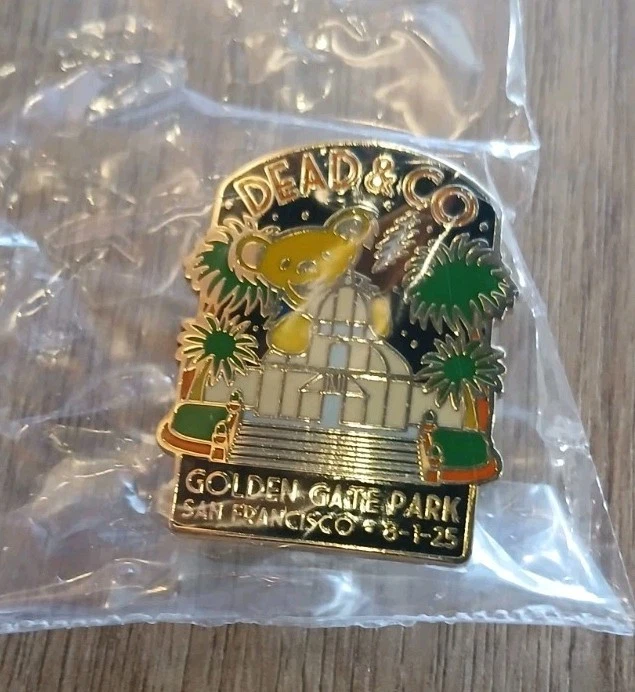 DEAD & CO
GOLDEN GATE PARK
SAN FRANCISCO • 8-1-25